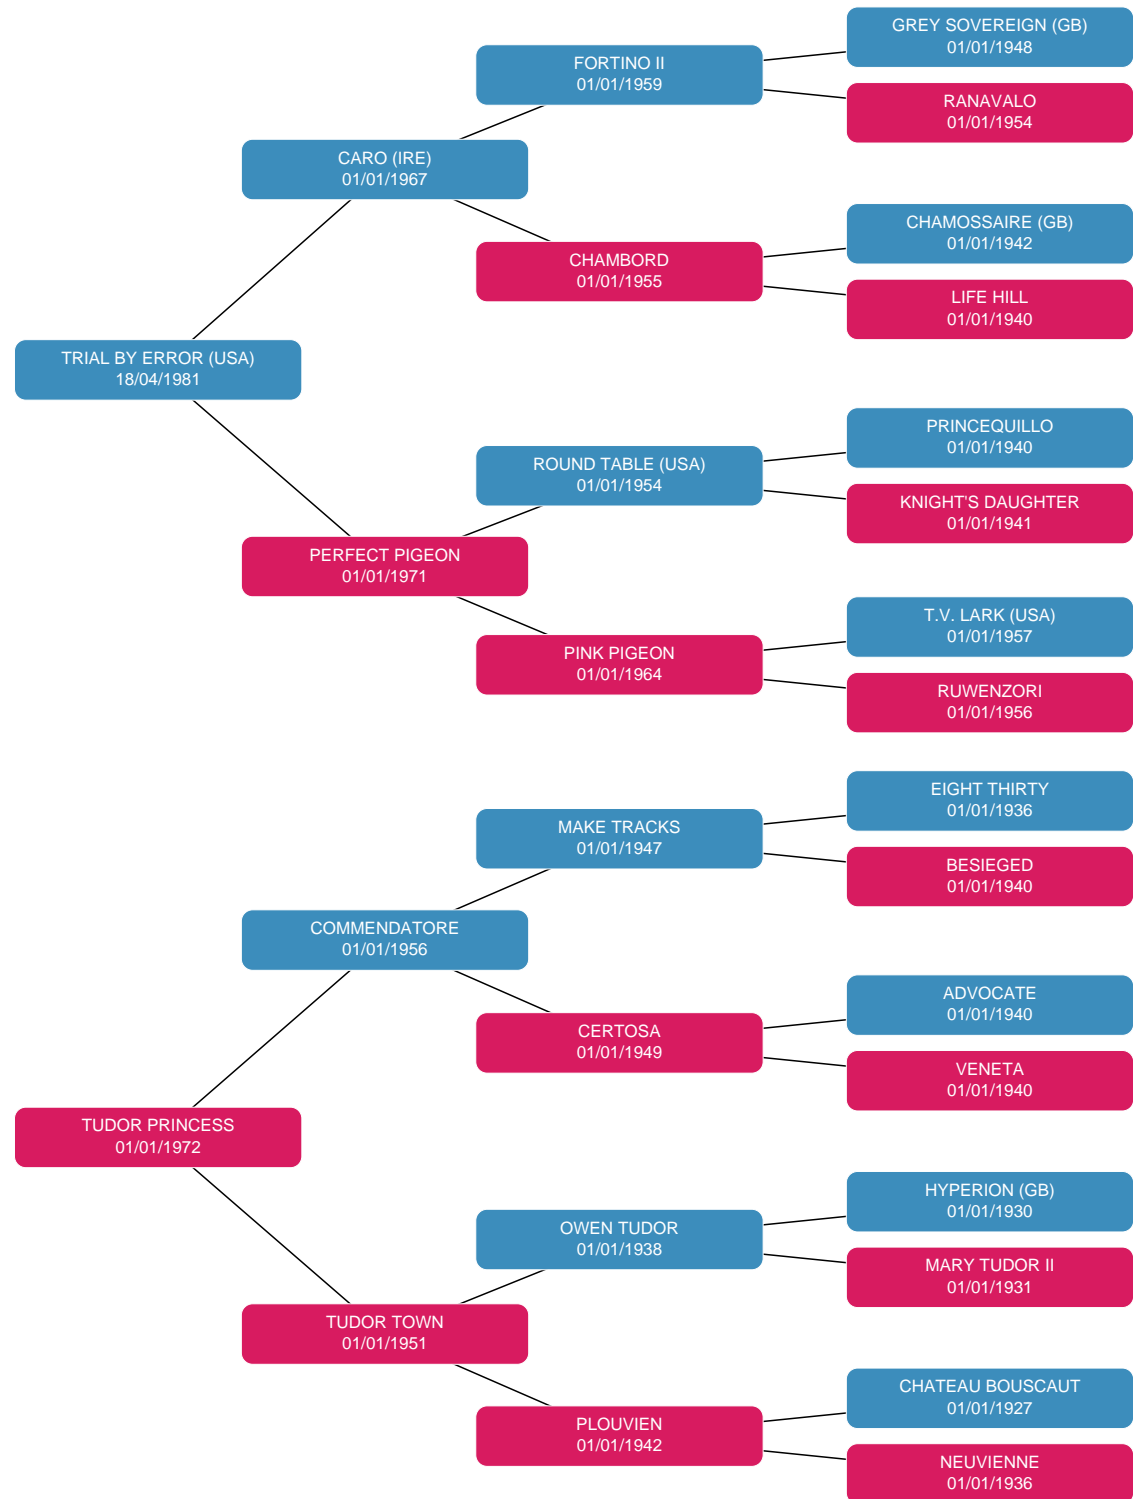 GREY SOVEREIGN (GB)
01/01/1948
FORTINO II
01/01/1959
RANAVALO
01/01/1954
CARO (IRE)
01/01/1967
CHAMOSSAIRE (GB)
01/01/1942
CHAMBORD
01/01/1955
LIFE HILL
01/01/1940
TRIAL BY ERROR (USA)
18/04/1981
PRINCEQUILLO
01/01/1940
ROUND TABLE (USA)
01/01/1954
KNIGHT'S DAUGHTER
01/01/1941
PERFECT PIGEON
01/01/1971
T.V. LARK (USA)
01/01/1957
PINK PIGEON
01/01/1964
RUWENZORI
01/01/1956
EIGHT THIRTY
01/01/1936
MAKE TRACKS
01/01/1947
BESIEGED
01/01/1940
COMMENDATORE
01/01/1956
ADVOCATE
01/01/1940
CERTOSA
01/01/1949
VENETA
01/01/1940
TUDOR PRINCESS
01/01/1972
HYPERION (GB)
01/01/1930
OWEN TUDOR
01/01/1938
MARY TUDOR II
01/01/1931
TUDOR TOWN
01/01/1951
CHATEAU BOUSCAUT
01/01/1927
PLOUVIEN
01/01/1942
NEUVIENNE
01/01/1936